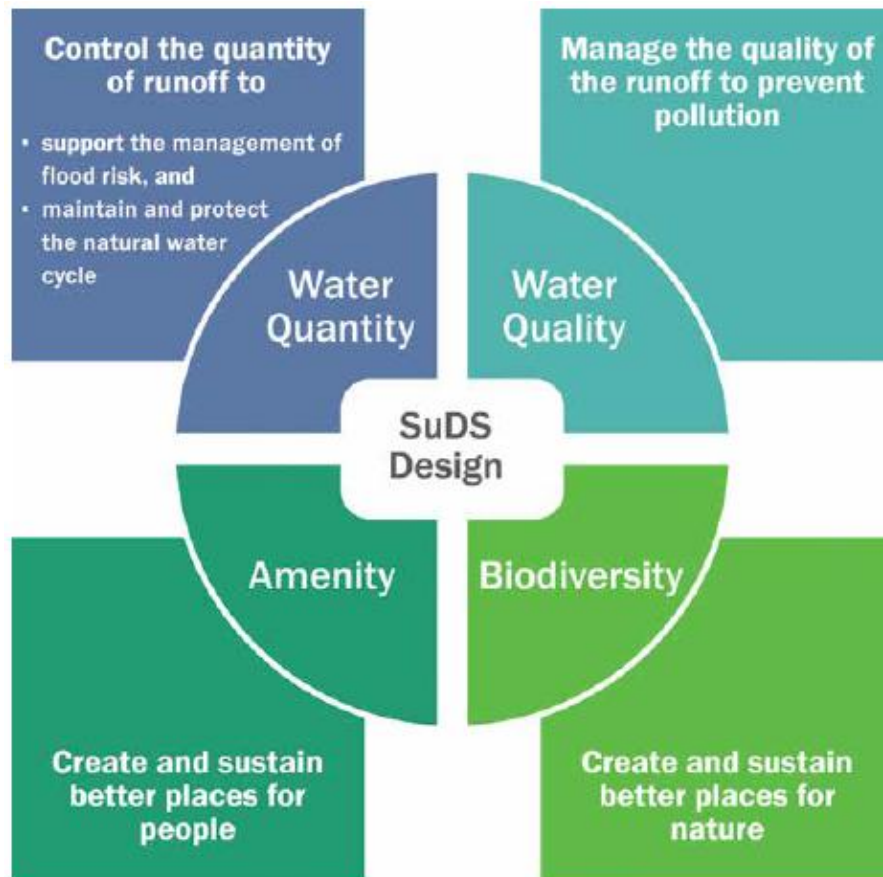 Control the quantity
of runoff to
• support the management of
flood risk, and
• maintain and protect
the natural water
cycle
Manage the quality of
the runoff to prevent
pollution
Water
Quantity
Water
Quality
SuDS
Design
Amenity
Biodiversity
Create and sustain
better places for
people
Create and sustain
better places for
nature